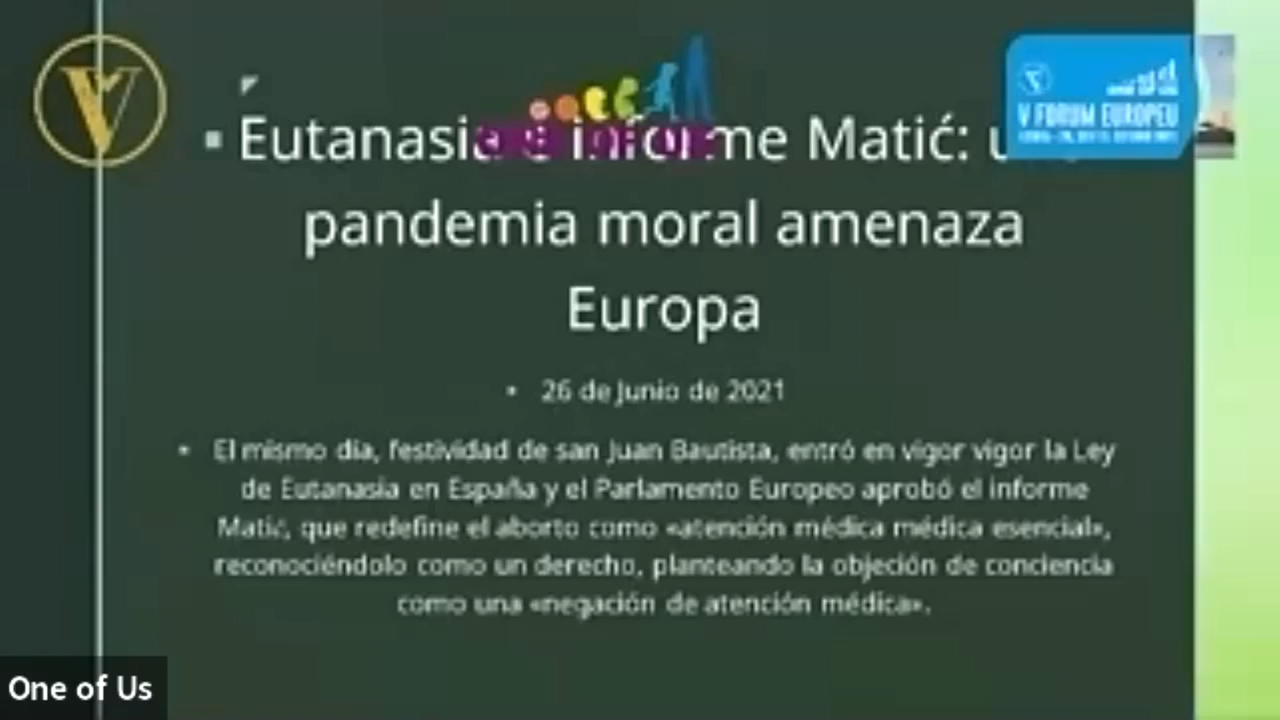 Eutanasia e informe Matić:
pandemia moral amenaza
Europa
26 de Junio de 2021
El mismo día, festividad de san Juan Bautista, entró en vigor vigor la Ley
de Eutanasia en España y el Parlamento Europeo aprobó el informe
Matić, que redefine el aborto como «atención médica médica esencial»,
reconociéndolo como un derecho, planteando la objeción de conciencia
como una «negación de atención médica».
V FORUM EUROPEU
One of Us